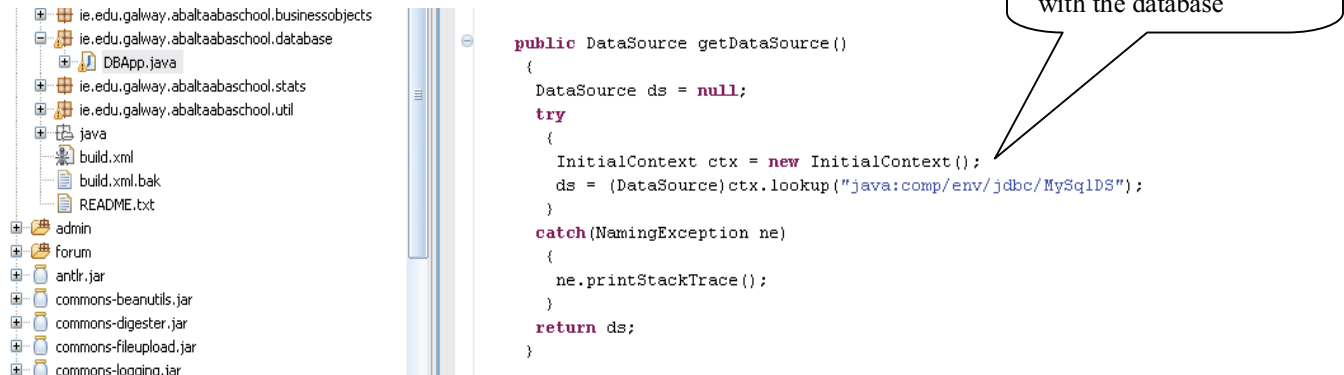 ie.edu.galway.abaltaabaschool.businessobjects
ie.edu.galway.abaltaabaschool.database
DBApp.java
ie.edu.galway.abaltaabaschool.stats
ie.edu.galway.abaltaabaschool.util
java
build.xml
build.xml.bak
README.txt
admin
forum
antlr.jar
commons-beanutils.jar
commons-digester.jar
commons-fileupload.jar
commons-logging.jar
with the database
public DataSource getDataSource()
{
DataSource ds = null;
try
{
InitialContext ctx = new InitialContext();
ds = (DataSource)ctx.lookup("java:comp/env/jdbc/MySqlDS");
}
catch(NamingException ne)
{
ne.printStackTrace();
}
return ds;
}